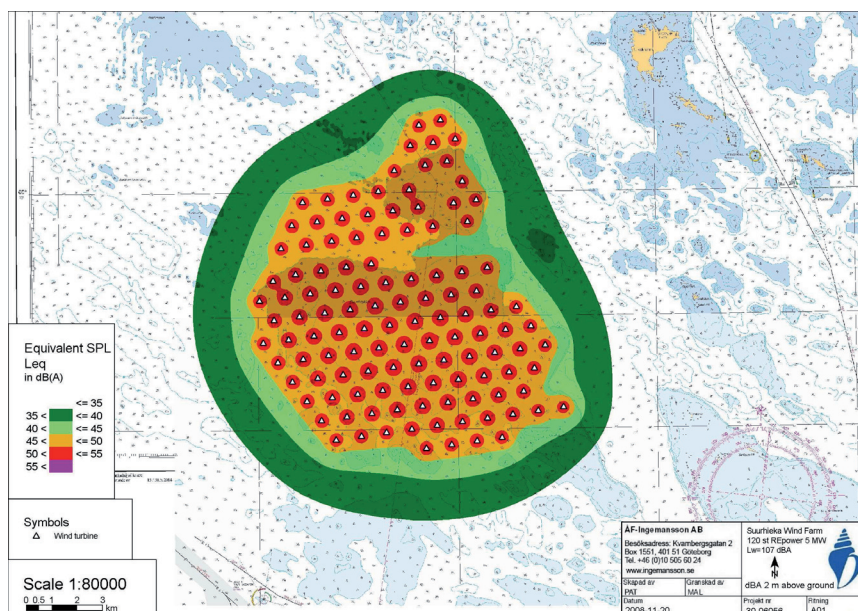 Equivalent SPL
Leq
in dB(A)
<= 35
35 < <= 40
40 < <= 45
45 < <= 50
50 < <= 55
55 <
Symbols
Wind turbine
Scale 1:80000
0 0.5 1 2 3
km
ÅF-Ingemansson AB
Besöksadress: Kvarnbergsgatan 2
Box 1551, 401 51 Göteborg
Tel. +46 (0)10 505 60 24
www.ingemansson.se
Skapad av
PAT
Granskad av
MAL
Datum
2008-11-20
Suurhieka Wind Farm
120 st REpower 5 MW
Lw=107 dBA
N
dBA 2 m above ground
Projekt nr
30-06056
Ritning
A01